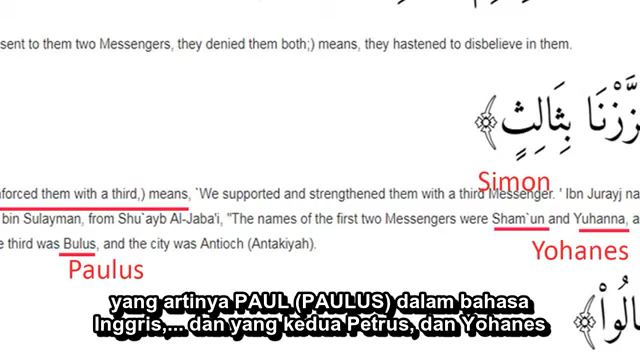 sent to them two Messengers, they denied them both;) means, they hastened to disbelieve in them.
بِثَالِثٍ
Simon
nforced them with a third,) means, `We supported and strengthened them with a third Messenger. ' Ibn Jurayj na
bin Sulayman, from Shu`ayb Al-Jaba'i, "The names of the first two Messengers were Sham`un and Yuhanna, a
e third was Bulus, and the city was Antioch (Antakiyah).
Yohanes
Paulus
yang artinya PAUL (PAULUS) dalam bahasa
Inggris,... dan yang kedua Petrus, dan Yohanes